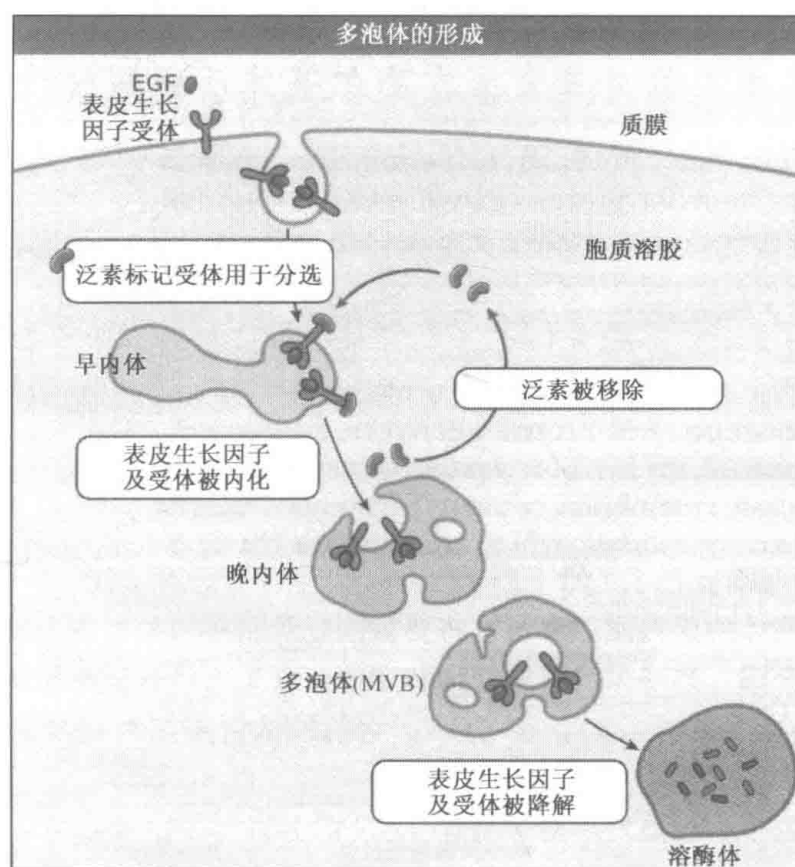 多泡体的形成
EGF
表皮生长
因子受体
质膜
胞质溶胶
泛素标记受体用于分选
早内体
泛素被移除
表皮生长因子
及受体被内化
晚内体
多泡体(MVB)
表皮生长因子
及受体被降解
溶酶体